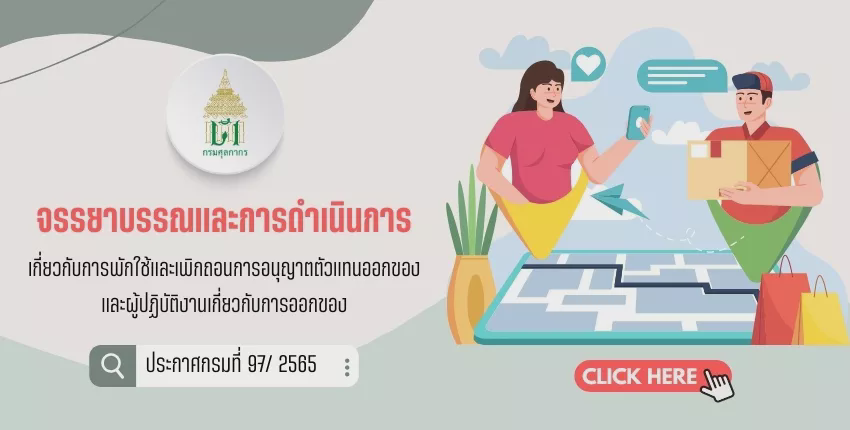 กรมศุลกากร
จรรยาบรรณและการดำเนินการ
เกี่ยวกับการพักใช้และเพิกถอนการอนุญาตตัวแทนออกของ
และผู้ปฏิบัติงานเกี่ยวกับการออกของ
ประกาศกรมที่ 97/ 2565
CLICK HERE